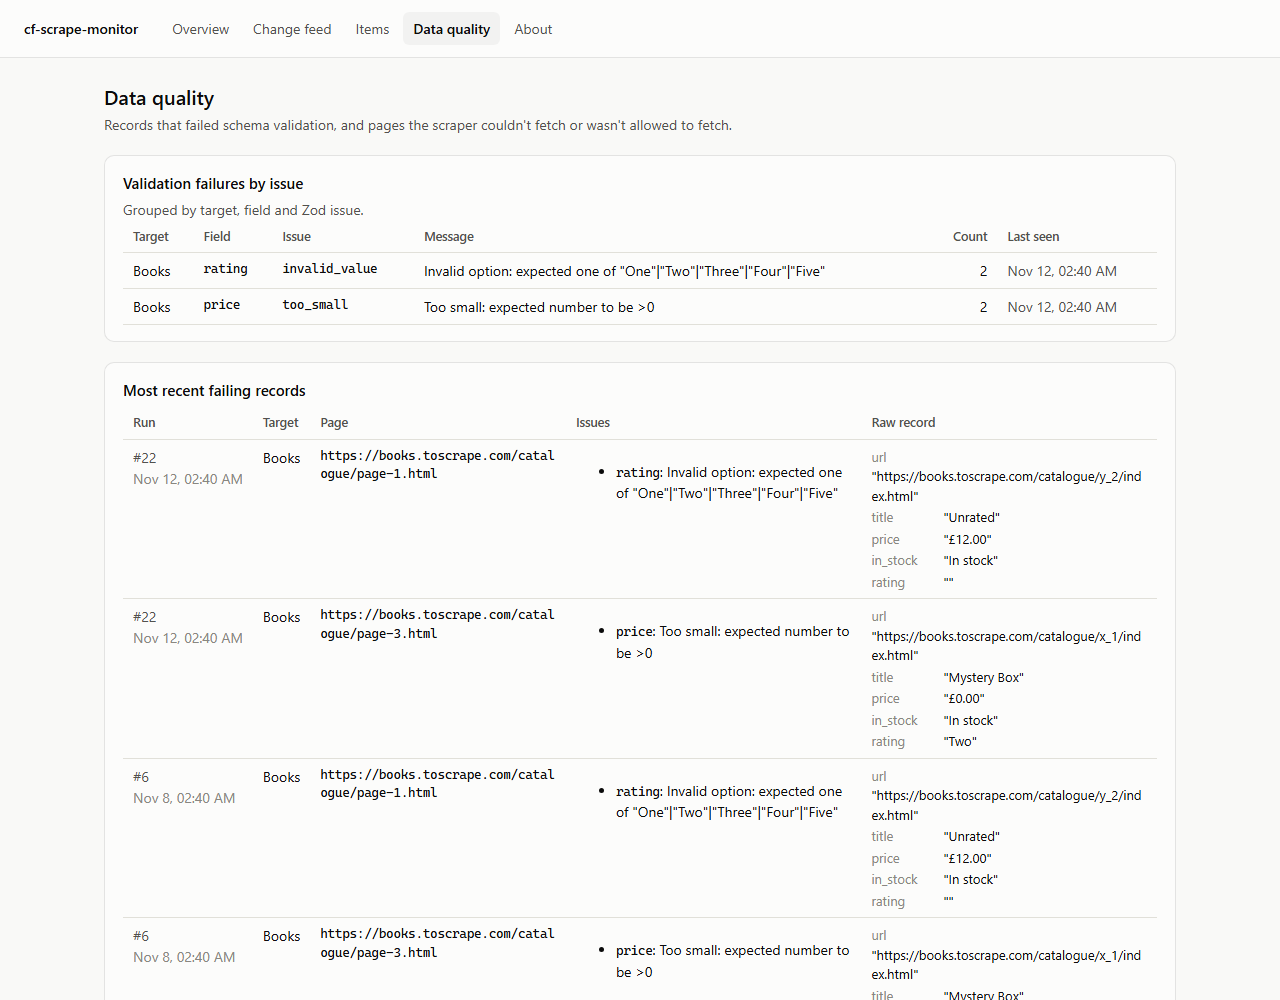 cf-scrape-monitor Overview Change feed Items Data quality About
Data quality
Records that failed schema validation, and pages the scraper couldn't fetch or wasn't allowed to fetch.
Validation failures by issue
Grouped by target, field and Zod issue.
Target Field Issue Message Count Last seen
Books rating invalid_value Invalid option: expected one of "One"|"Two"|"Three"|"Four"|"Five" 2 Nov 12, 02:40 AM
Books price too_small Too small: expected number to be >0 2 Nov 12, 02:40 AM
Most recent failing records
Run Target Page Issues Raw record
#22
Nov 12, 02:40 AM
Books
https://books.toscrape.com/catal
ogue/page-1.html
• rating: Invalid option: expected one
of "One"|"Two"|"Three"|"Four"|"Five"
url
"https://books.toscrape.com/catalogue/y_2/ind
ex.html"
title "Unrated"
price "£12.00"
in_stock "In stock"
rating ""
#22
Nov 12, 02:40 AM
Books
https://books.toscrape.com/catal
ogue/page-3.html
• price: Too small: expected number to
be >0
url
"https://books.toscrape.com/catalogue/x_1/ind
ex.html"
title "Mystery Box"
price "£0.00"
in_stock "In stock"
rating "Two"
#6
Nov 8, 02:40 AM
Books
https://books.toscrape.com/catal
ogue/page-1.html
• rating: Invalid option: expected one
of "One"|"Two"|"Three"|"Four"|"Five"
url
"https://books.toscrape.com/catalogue/y_2/ind
ex.html"
title "Unrated"
price "£12.00"
in_stock "In stock"
rating ""
#6
Nov 8, 02:40 AM
Books
https://books.toscrape.com/catal
ogue/page-3.html
• price: Too small: expected number to
be >0
url
"https://books.toscrape.com/catalogue/x_1/ind
ex.html"
title "Mystery Box"